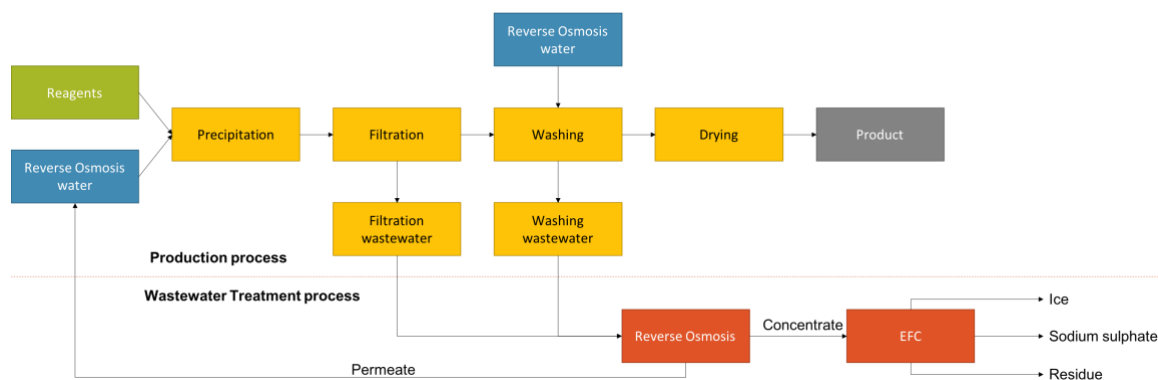 Reverse Osmosis
water
Reagents
Precipitation
Filtration
Washing
Drying
Product
Reverse Osmosis
water
Filtration
wastewater
Washing
wastewater
Production process
Wastewater Treatment process
Ice
Reverse Osmosis
Concentrate
EFC
Sodium sulphate
Permeate
Residue